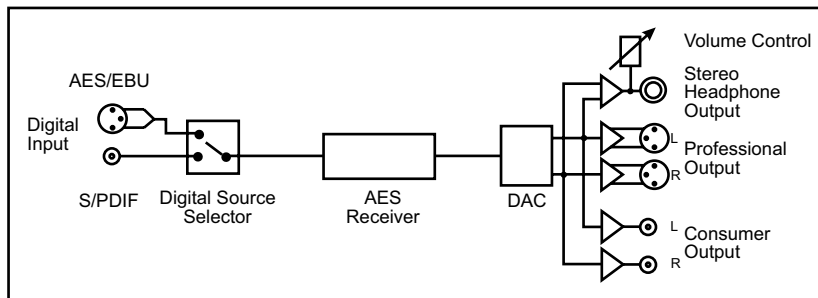 AES/EBU
Digital
Input
S/PDIF
Digital Source
Selector
AES
Receiver
DAC
Volume Control
Stereo
Headphone
Output
L
R
Professional
Output
L
R
Consumer
Output